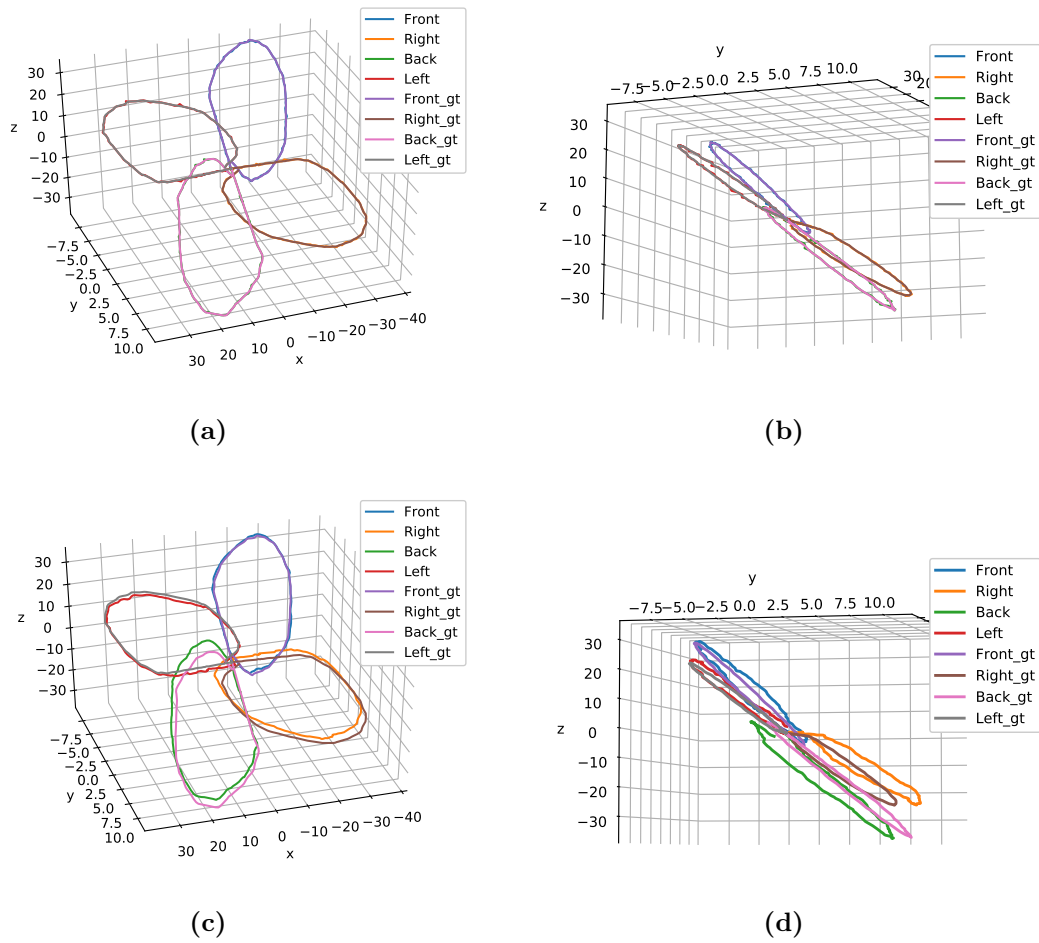 Front
Right
Back
Left
Front_gt
Right_gt
Back_gt
Left_gt
30
20
10
0
−10
−20
−30
z
−7.5
−5.0
−2.5
0.0
2.5
5.0
7.5
10.0
y
30
20
10
0
−10
−20
−30
−40
x
(a)
y
−7.5
−5.0
−2.5
0.0
2.5
5.0
7.5
10.0
30
20
30
20
10
0
−10
−20
−30
z
Front
Right
Back
Left
Front_gt
Right_gt
Back_gt
Left_gt
(b)
Front
Right
Back
Left
Front_gt
Right_gt
Back_gt
Left_gt
30
20
10
0
−10
−20
−30
z
−7.5
−5.0
−2.5
0.0
2.5
5.0
7.5
10.0
y
30
20
10
0
−10
−20
−30
−40
x
(c)
y
−7.5
−5.0
−2.5
0.0
2.5
5.0
7.5
10.0
30
20
10
0
−10
−20
−30
z
Front
Right
Back
Left
Front_gt
Right_gt
Back_gt
Left_gt
(d)